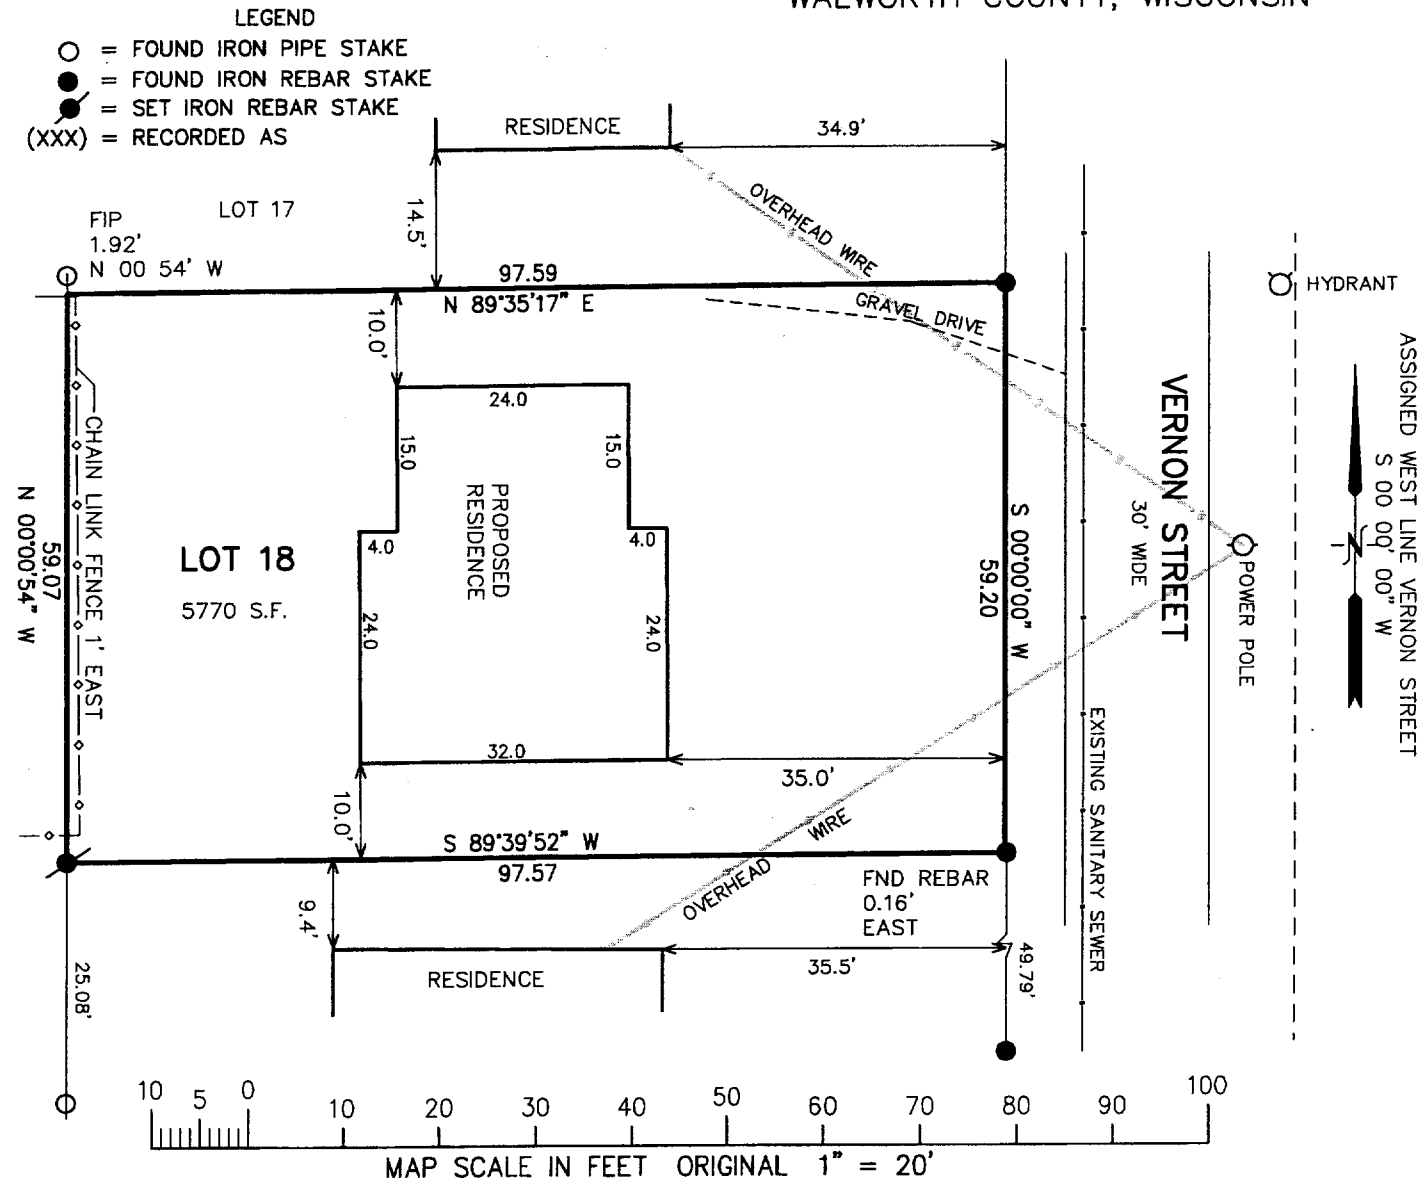 WALWORTH COUNTY, WISCONSIN
LEGEND
= FOUND IRON PIPE STAKE
= FOUND IRON REBAR STAKE
= SET IRON REBAR STAKE
(XXX) = RECORDED AS
RESIDENCE
34.9'
LOT 17
14.5'
FIP
1.92'
N 00 54' W
OVERHEAD WIRE
97.59
N 89°35'17" E
GRAVEL DRIVE
HYDRANT
10.0'
24.0
15.0
15.0
CHAIN LINK FENCE 1' EAST
N 00°00'54" W
59.07
LOT 18
5770 S.F.
4.0
4.0
PROPOSED
RESIDENCE
24.0
24.0
32.0
35.0'
10.0'
S 00°00'00" W
59.20
VERNON STREET
30' WIDE
POWER POLE
N
ASSIGNED WEST LINE VERNON STREET
S 00 00' 00" W
EXISTING SANITARY SEWER
S 89°39'52" W
97.57
OVERHEAD WIRE
FND REBAR
0.16'
EAST
9.4'
RESIDENCE
35.5'
49.79'
25.08'
10 5 0 10 20 30 40 50 60 70 80 90 100
MAP SCALE IN FEET ORIGINAL 1" = 20'